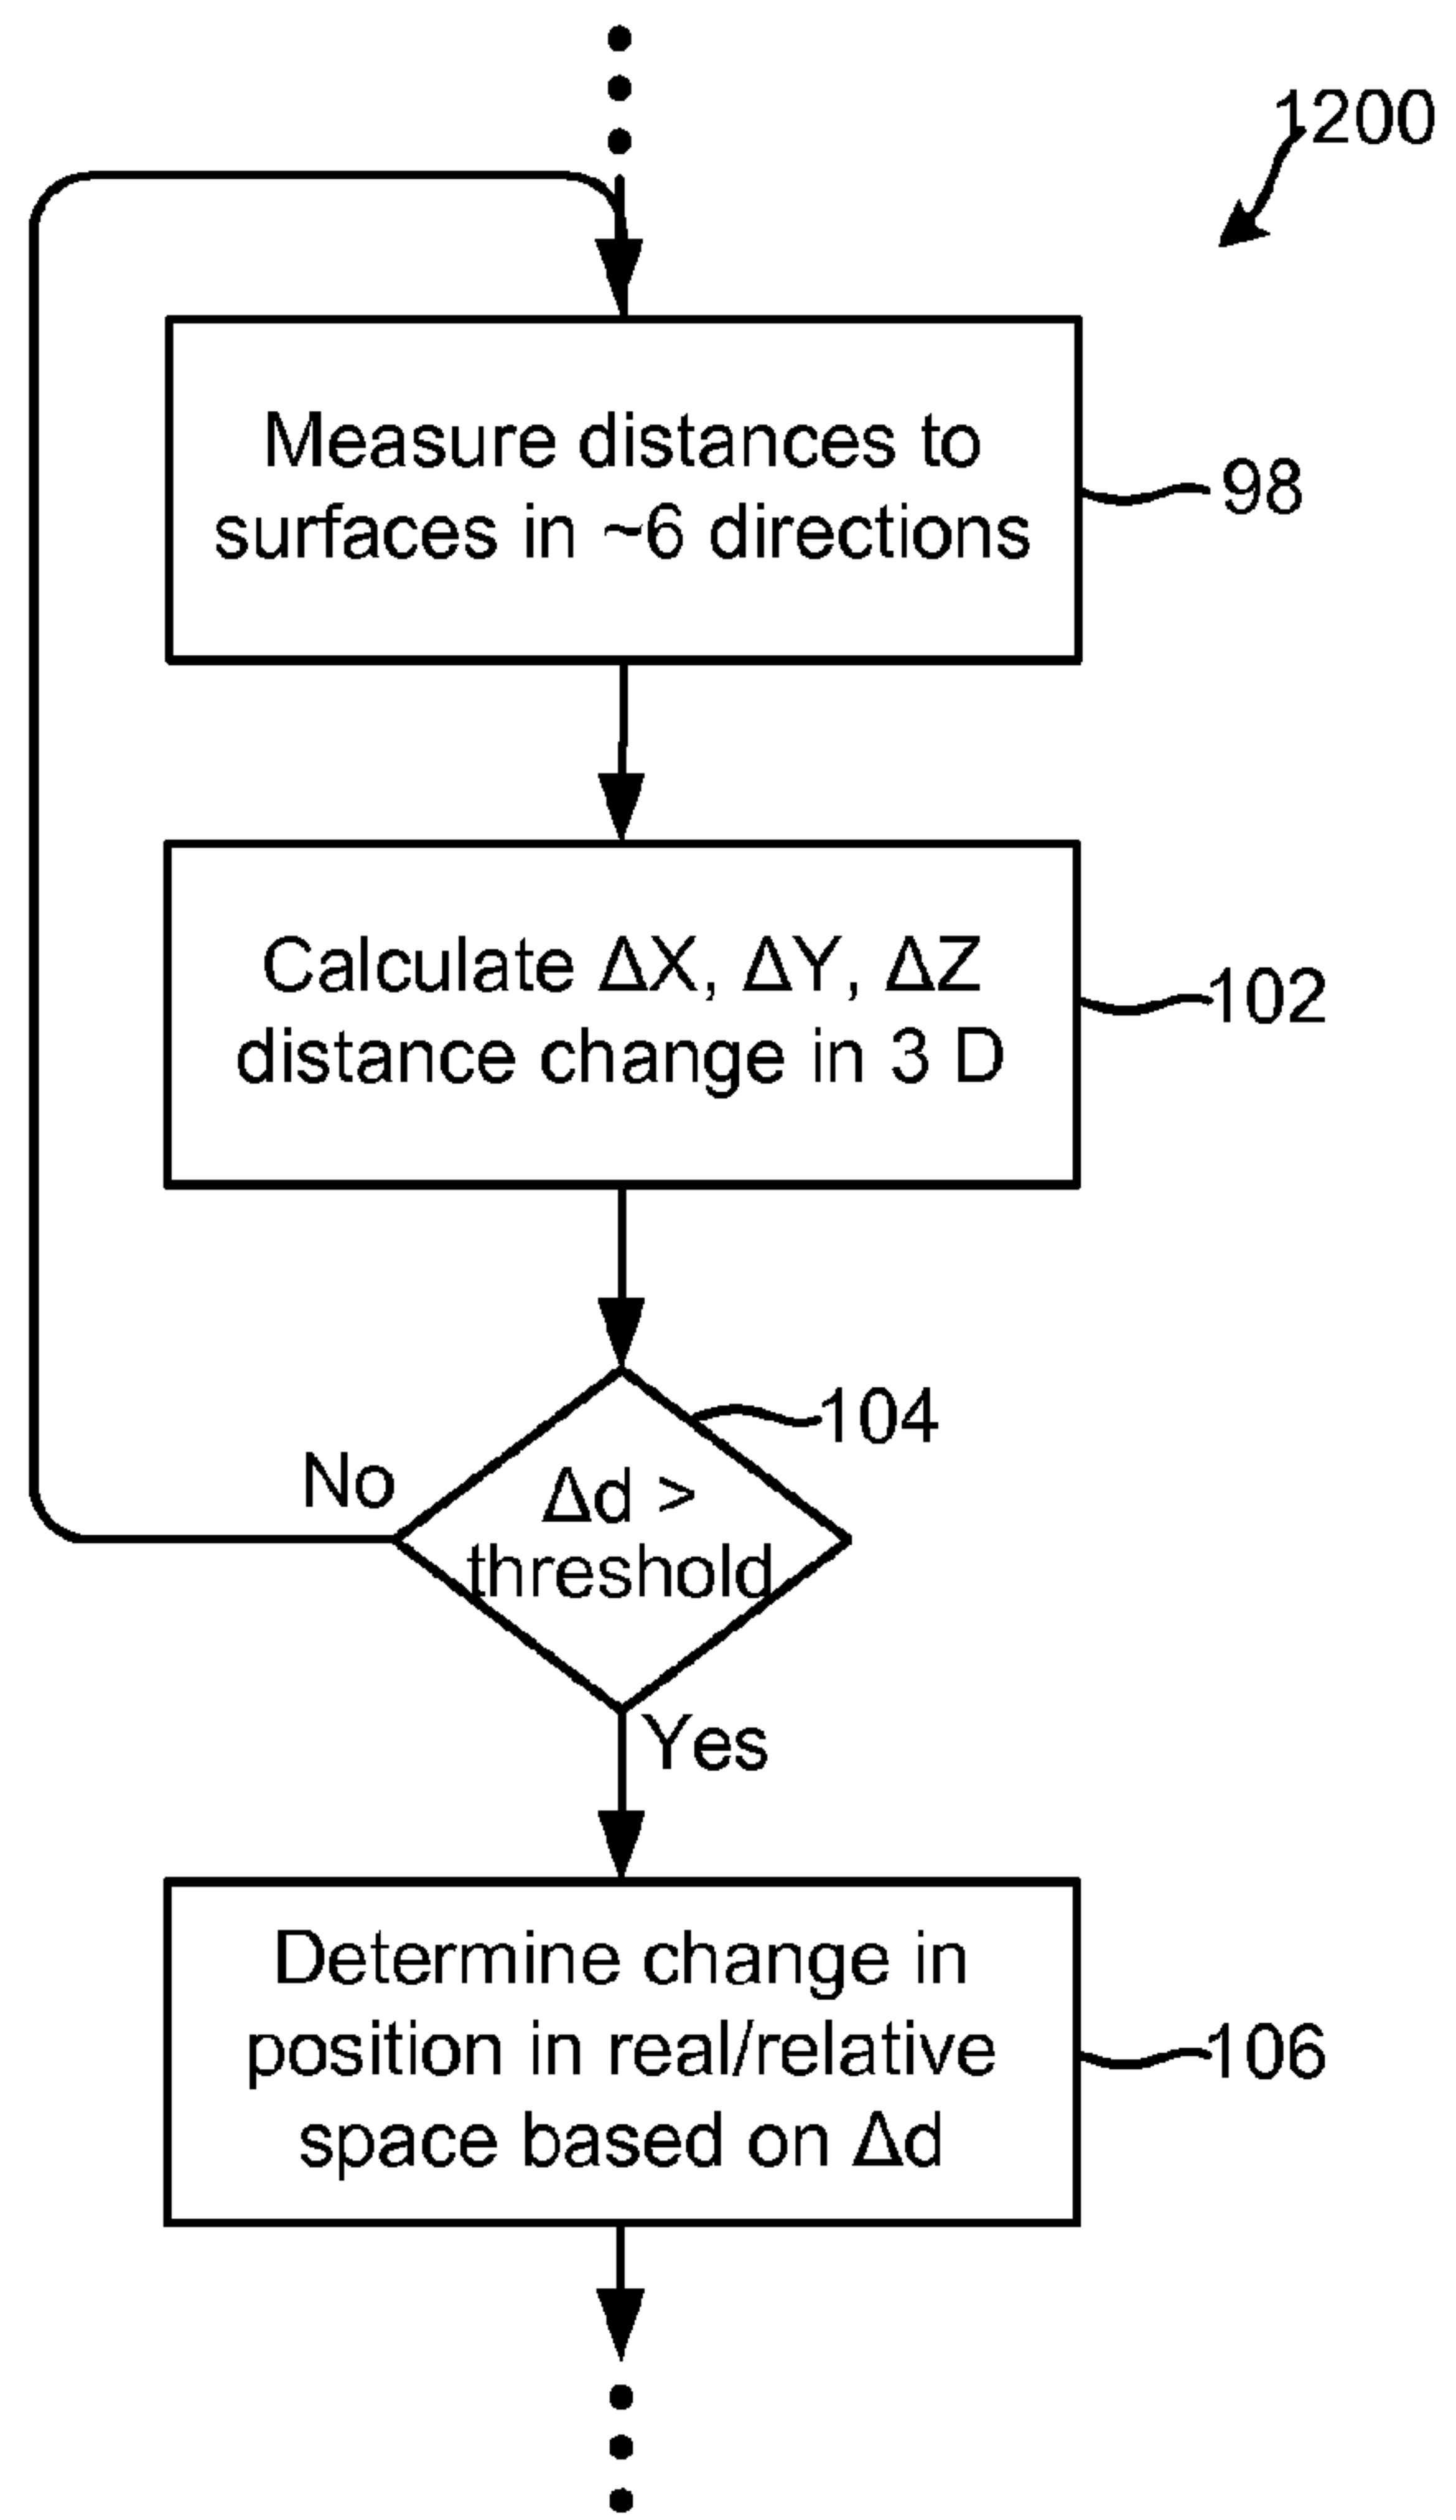 1200
Measure distances to
surfaces in ~6 directions
98
Calculate ΔX, ΔY, ΔZ
distance change in 3 D
102
104
No
Δd >
threshold
Yes
Determine change in
position in real/relative
space based on Δd
106